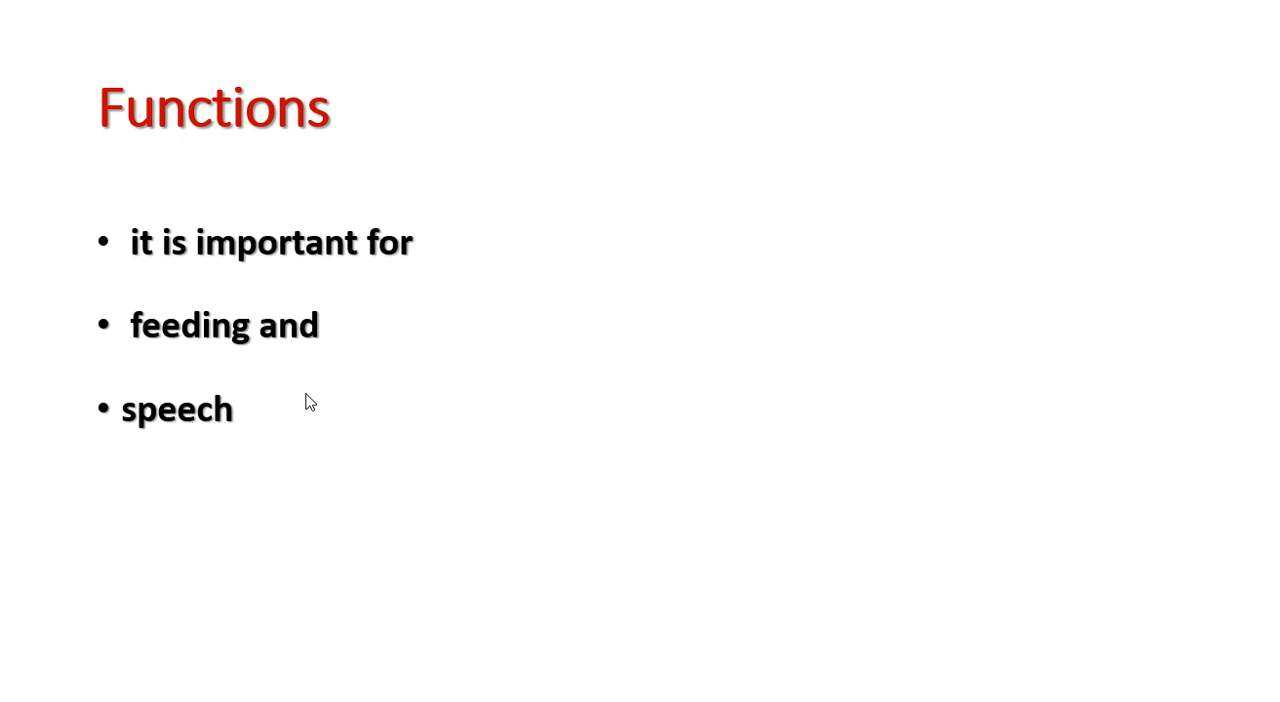 Functions
• it is important for
• feeding and
• speech